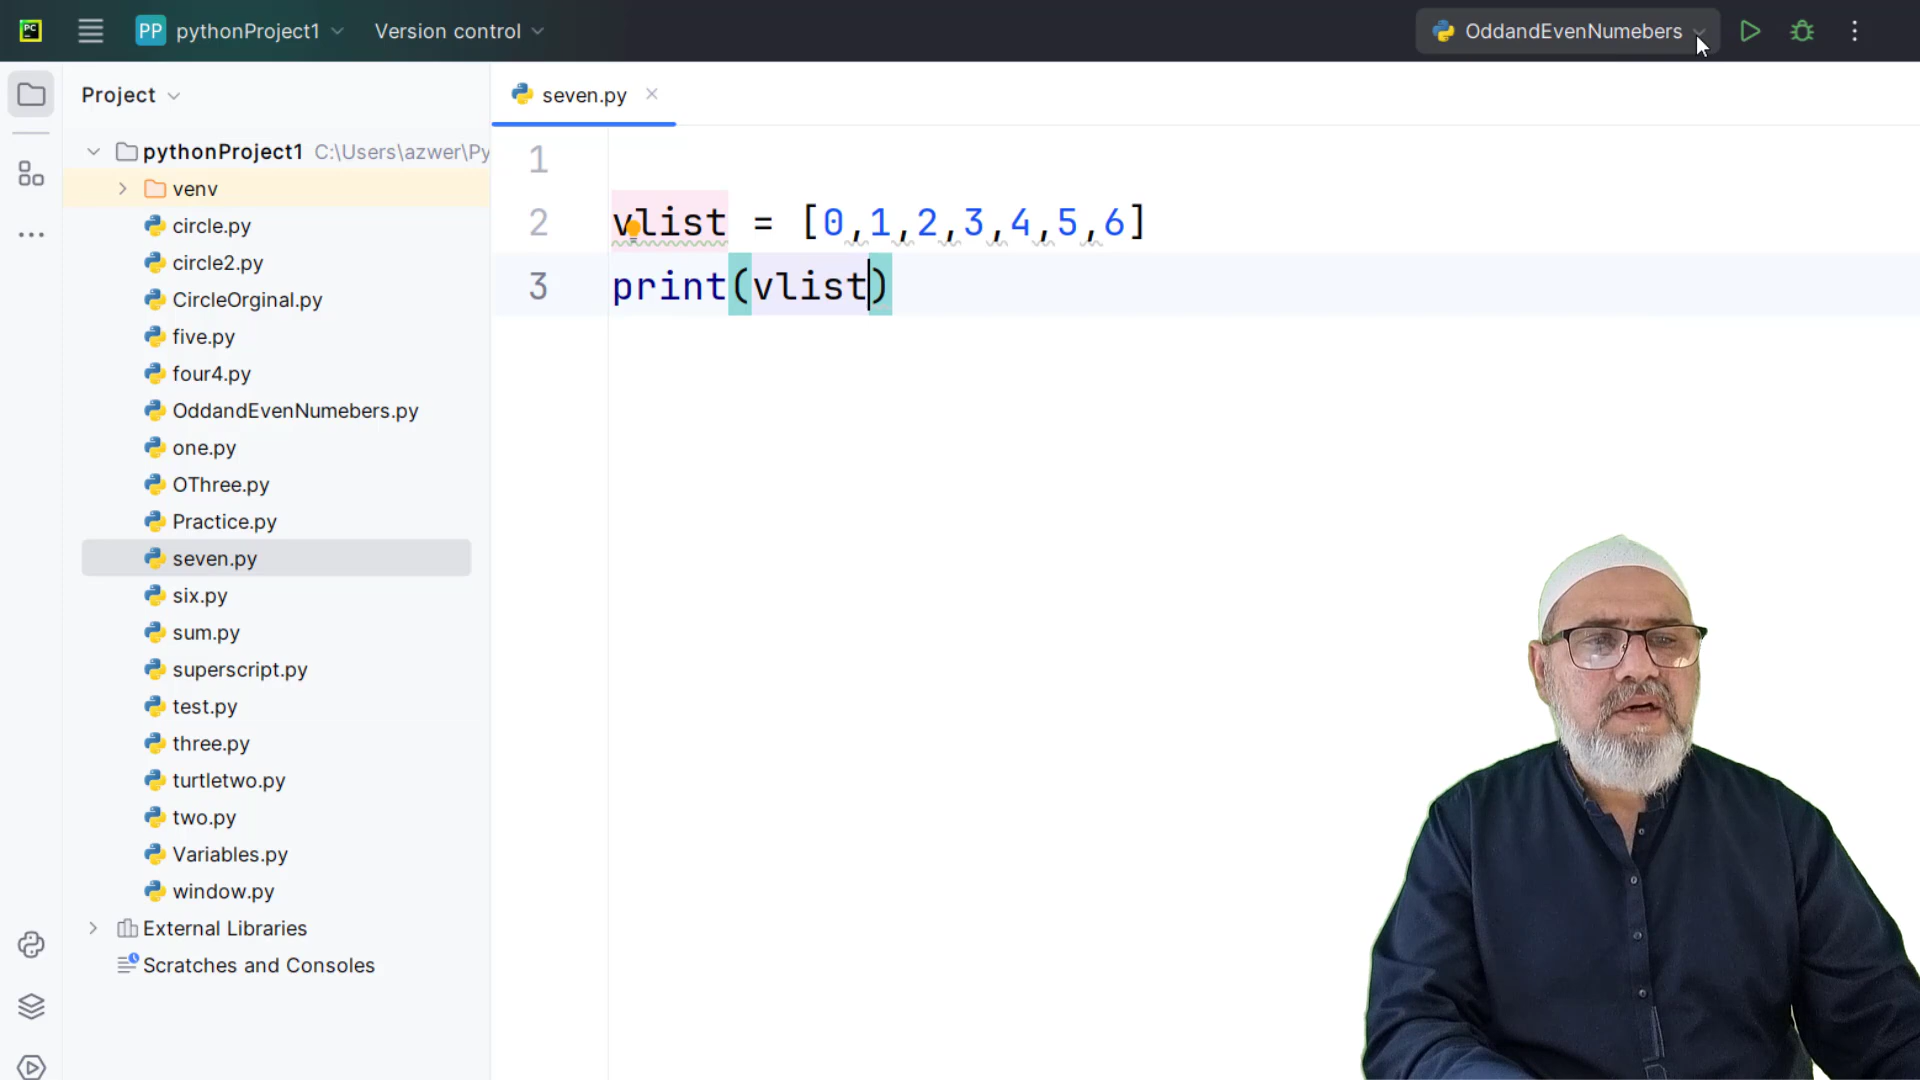 PC
PP pythonProject1
Version control
OddandEvenNumebers
Project
seven.py
pythonProject1 C:\Users\azwer\Py
venv
circle.py
circle2.py
CircleOrginal.py
five.py
four4.py
OddandEvenNumebers.py
one.py
OThree.py
Practice.py
seven.py
six.py
sum.py
superscript.py
test.py
three.py
turtletwo.py
two.py
Variables.py
window.py
External Libraries
Scratches and Consoles
1
2 vlist = [0,1,2,3,4,5,6]
3 print(vlist)